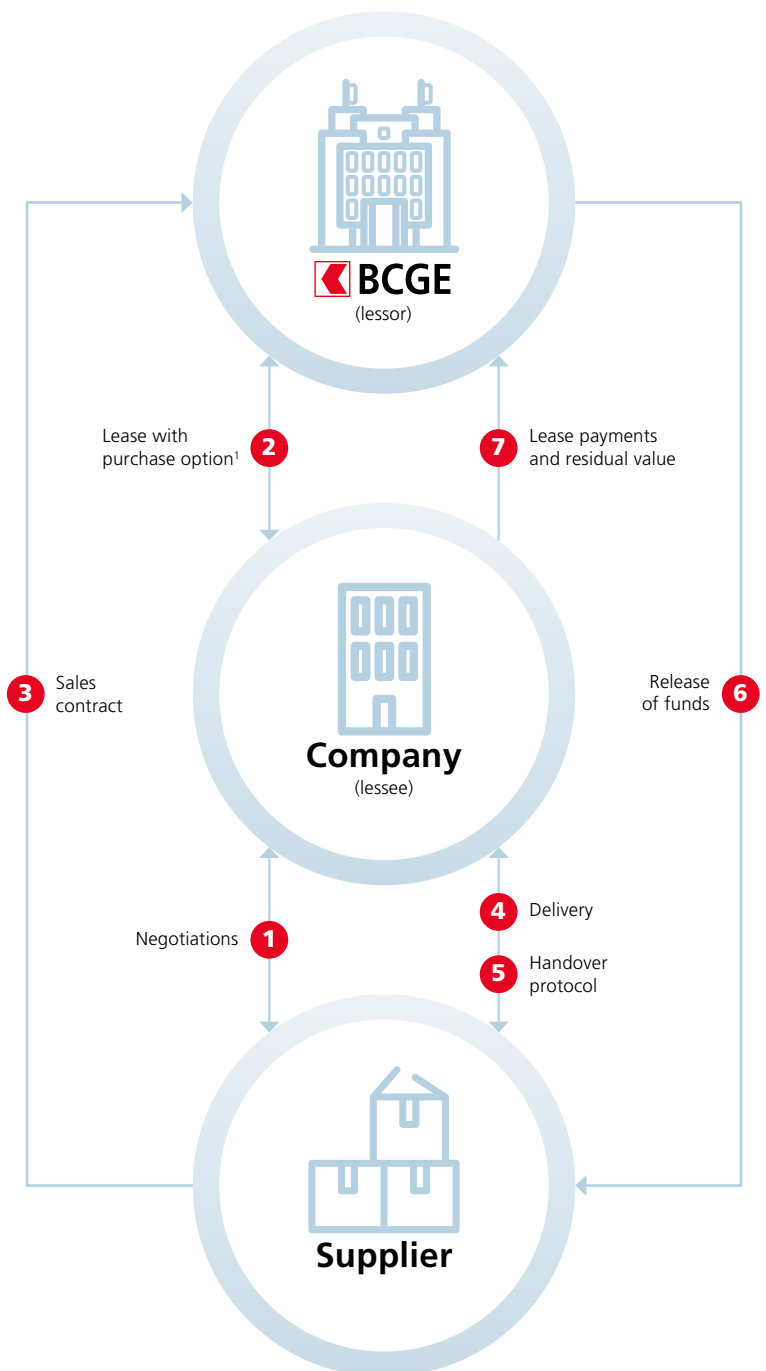 BCGE
(lessor)
Lease with
purchase option¹
2
7
Lease payments
and residual value
3
Sales
contract
Company
(lessee)
Release
of funds
6
Negotiations
1
4
Delivery
5
Handover
protocol
Supplier